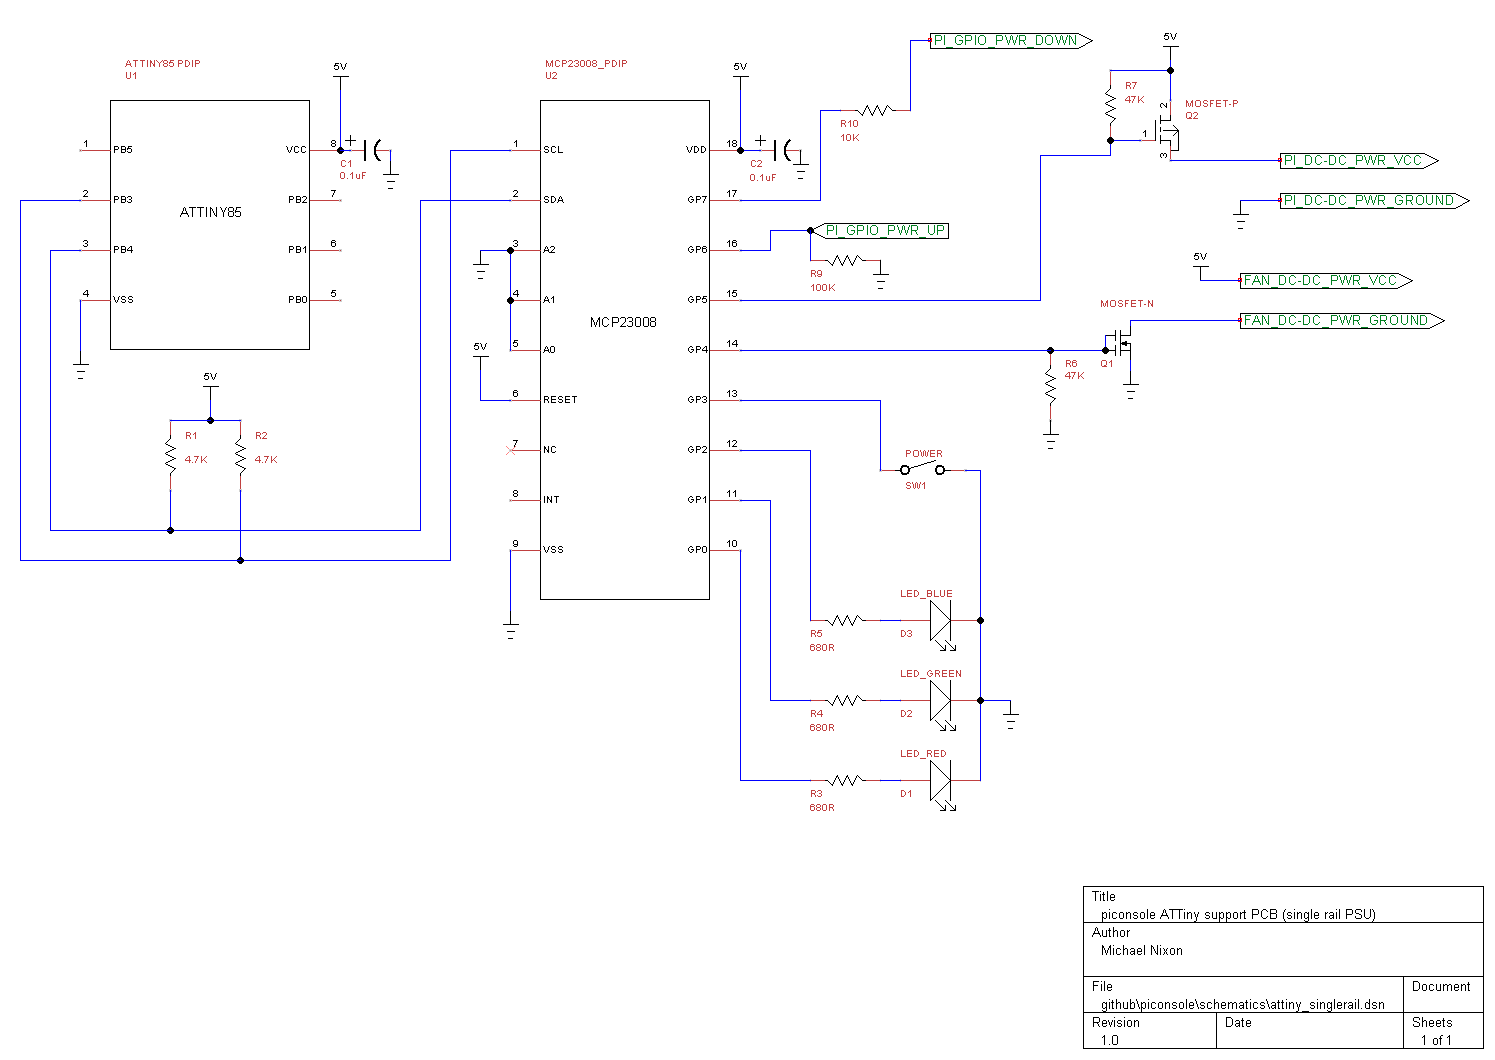 PI_GPIO_PWR_DOWN
5V
ATTINY85 PDIP
U1
5V
MCP23008_PDIP
U2
5V
R7
47K
MOSFET-P
Q2
2
1
3
R10
10K
1
PB5
VCC
8
+
C1
0.1uF
1
SCL
VDD
18
+
C2
0.1uF
PI_DC-DC_PWR_VCC
2
PB3
PB2
7
2
SDA
GP7
17
PI_DC-DC_PWR_GROUND
ATTINY85
PI_GPIO_PWR_UP
3
PB4
PB1
6
3
A2
GP6
16
R9
100K
5V
FAN_DC-DC_PWR_VCC
4
VSS
PB0
5
4
A1
GP5
15
MOSFET-N
MCP23008
FAN_DC-DC_PWR_GROUND
5V
5
A0
GP4
14
R6
47K
Q1
5V
6
RESET
GP3
13
R1
4.7K
R2
4.7K
7
NC
GP2
12
POWER
SW1
8
INT
GP1
11
9
VSS
GP0
10
LED_BLUE
R5
680R
D3
LED_GREEN
R4
680R
D2
LED_RED
R3
680R
D1
Title
piconsole ATTiny support PCB (single rail PSU)
Author
Michael Nixon
File
github\piconsole\schematics\attiny_singlerail.dsn
Document
Revision
1.0
Date
Sheets
1 of 1